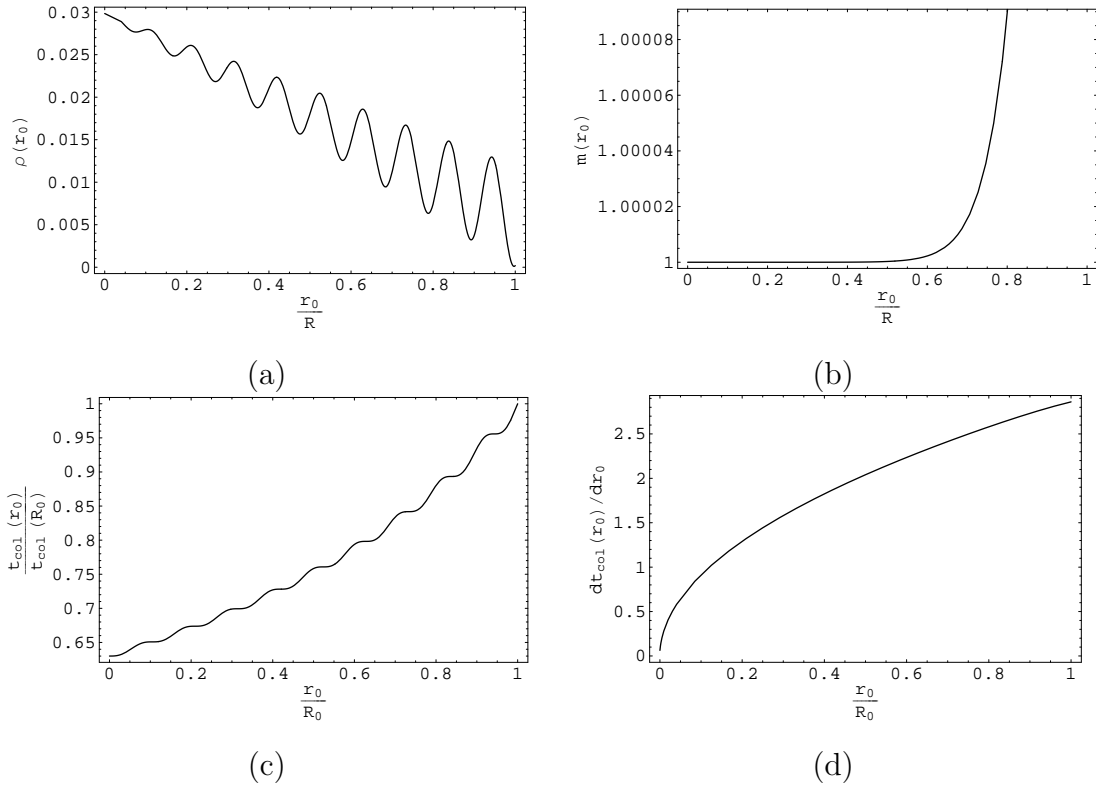 0.03
0.025
0.02
0.015
0.01
0.005
0
ρ(r₀)
0 0.2 0.4 0.6 0.8 1
r₀
R
(a)
1.00008
1.00006
1.00004
1.00002
1
m(r₀)
0 0.2 0.4 0.6 0.8 1
r₀
R
(b)
1
0.95
0.9
0.85
0.8
0.75
0.7
0.65
t_col(r₀)
t_col(R₀)
0 0.2 0.4 0.6 0.8 1
r₀
R₀
(c)
2.5
2
1.5
1
0.5
0
dt_col(r₀)/dr₀
0 0.2 0.4 0.6 0.8 1
r₀
R₀
(d)